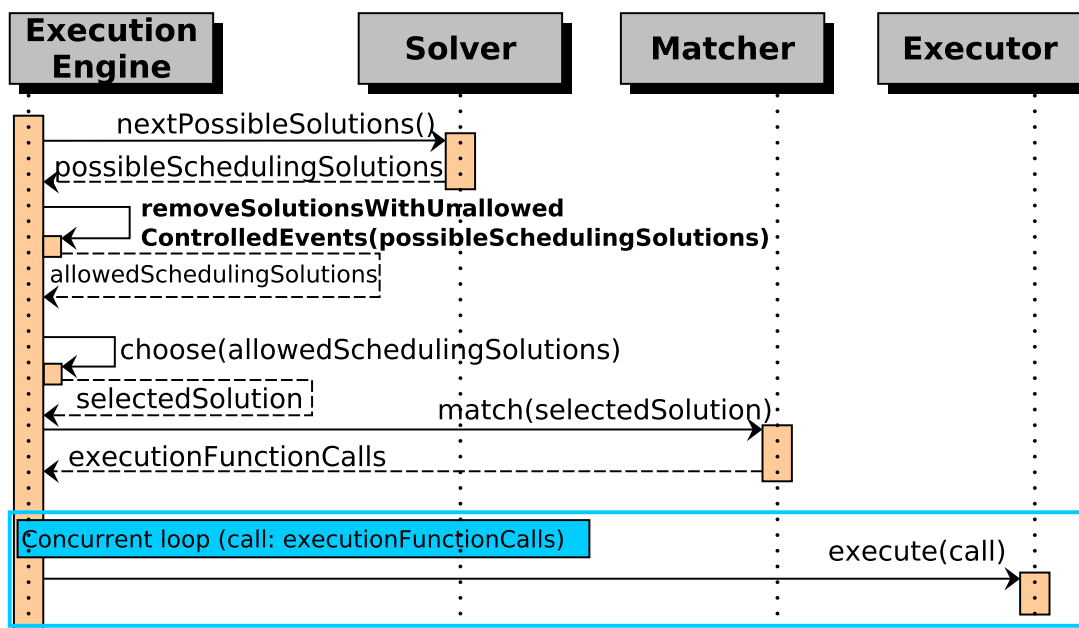 Execution
Engine
Solver
Matcher
Executor
nextPossibleSolutions()
possibleSchedulingSolutions
removeSolutionsWithUnallowed
ControlledEvents(possibleSchedulingSolutions)
allowedSchedulingSolutions
choose(allowedSchedulingSolutions)
selectedSolution
match(selectedSolution)
executionFunctionCalls
Concurrent loop (call: executionFunctionCalls)
execute(call)